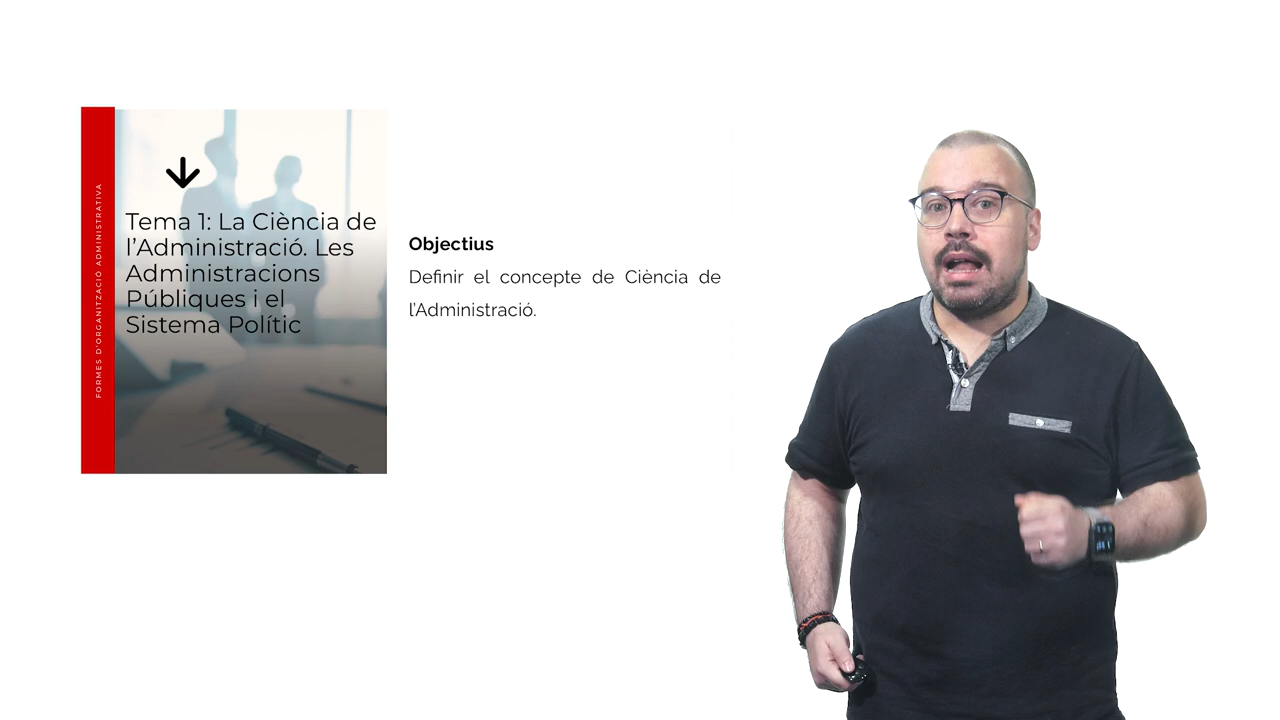 FORMES D'ORGANITZACIÓ ADMINISTRATIVA
Tema 1: La Ciència de
l'Administració. Les
Administracions
Públiques i el
Sistema Polític
Objectius
Definir el concepte de Ciència de
l'Administració.